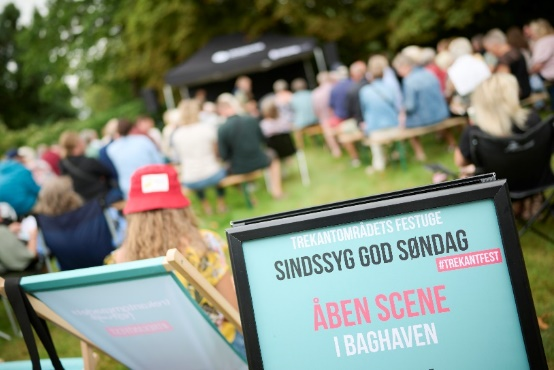 TREKANTOMRÅDETS FESTUGE
SINDSSYG GOD SØNDAG
#TREKANTFEST
ÅBEN SCENE
I BAGHAVEN